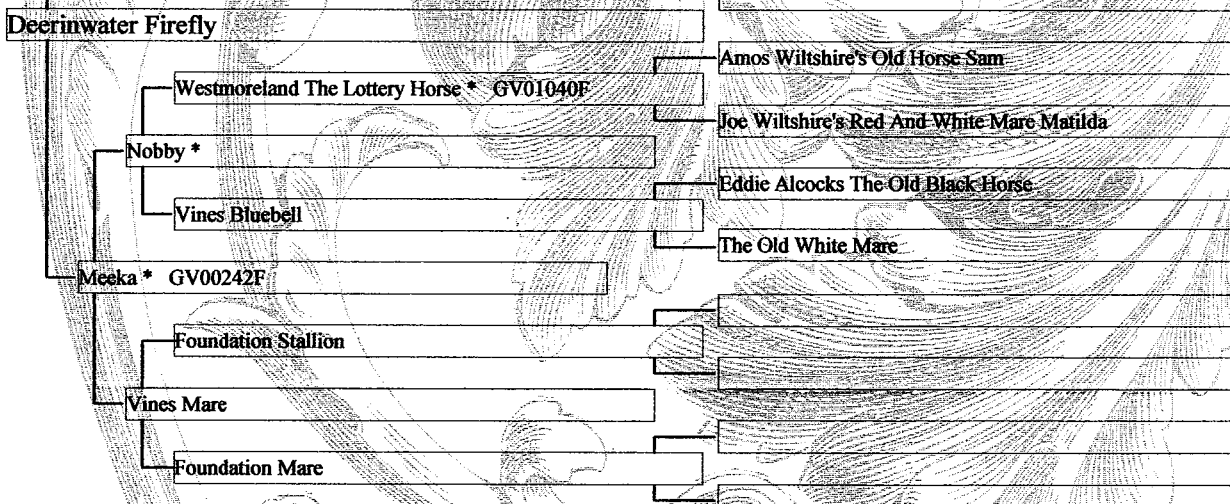 Deerinwater Firefly
Amos Wiltshire's Old Horse Sam
Westmoreland The Lottery Horse * GV01040F
Joe Wiltshire's Red And White Mare Matilda
Nobby *
Eddie Alcocks The Old Black Horse
Vines Bluebell
The Old White Mare
Meeka * GV00242F
Foundation Stallion
Vines Mare
Foundation Mare